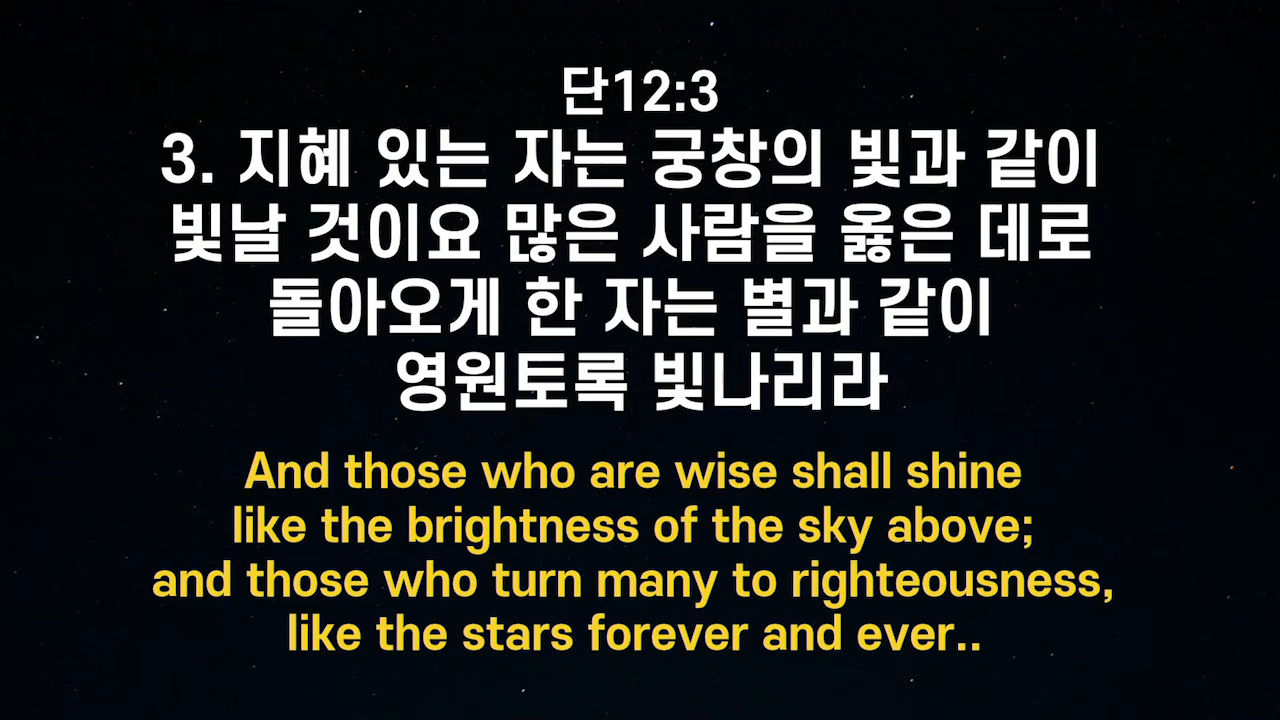 단12:3
3. 지혜 있는 자는 궁창의 빛과 같이
빛날 것이요 많은 사람을 옳은 데로
돌아오게 한 자는 별과 같이
영원토록 빛나리라
And those who are wise shall shine
like the brightness of the sky above;
and those who turn many to righteousness,
like the stars forever and ever..